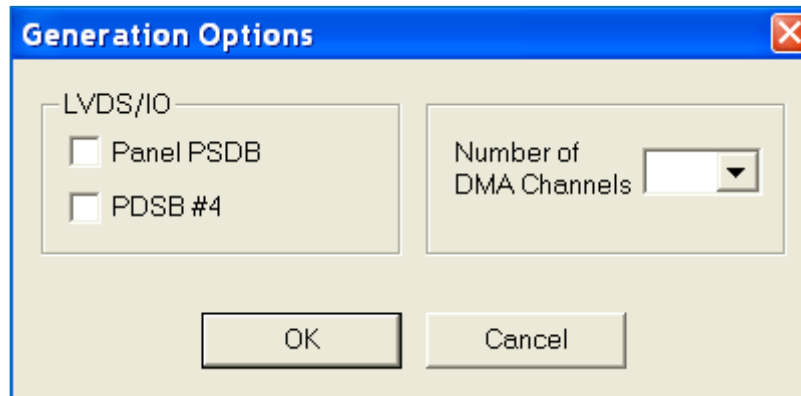 Generation Options
LVDS/IO
Panel PSDB
PDSB #4
Number of
DMA Channels
OK
Cancel